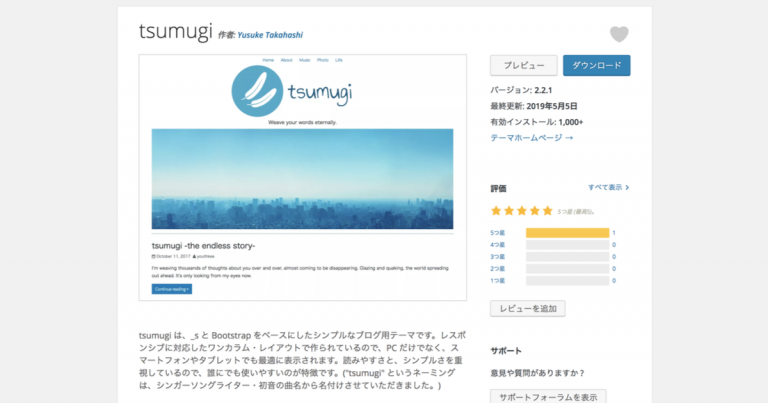 tsumugi 作者: Yusuke Takahashi
Home About Music Photo Life
tsumugi
Weave your words eternally.
tsumugi -the endless story-
October 11, 2017 youthkee
I'm weaving thousands of thoughts about you over and over, almost coming to be disappearing. Glazing and quaking, the world spreading
out ahead. It's only looking from my eyes now.
Continue reading
tsumugi は、_s と Bootstrap をベースにしたシンプルなブログ用テーマです。レスポ
ンシブに対応したワンカラム・レイアウトで作られているので、PC だけでなく、ス
マートフォンやタブレットでも最適に表示されます。読みやすさと、シンプルさを重
視しているので、誰にでも使いやすいのが特徴です。("tsumugi" というネーミング
は、シンガーソングライター・初音の曲名から名付けさせていただきました。)
プレビュー ダウンロード
バージョン: 2.2.1
最終更新: 2019年5月5日
有効インストール: 1,000+
テーマホームページ →
評価 すべて表示 >
5つ星 (最高5)。
5つ星 1
4つ星 0
3つ星 0
2つ星 0
1つ星 0
レビューを追加
サポート
意見や質問がありますか ?
サポートフォーラムを表示